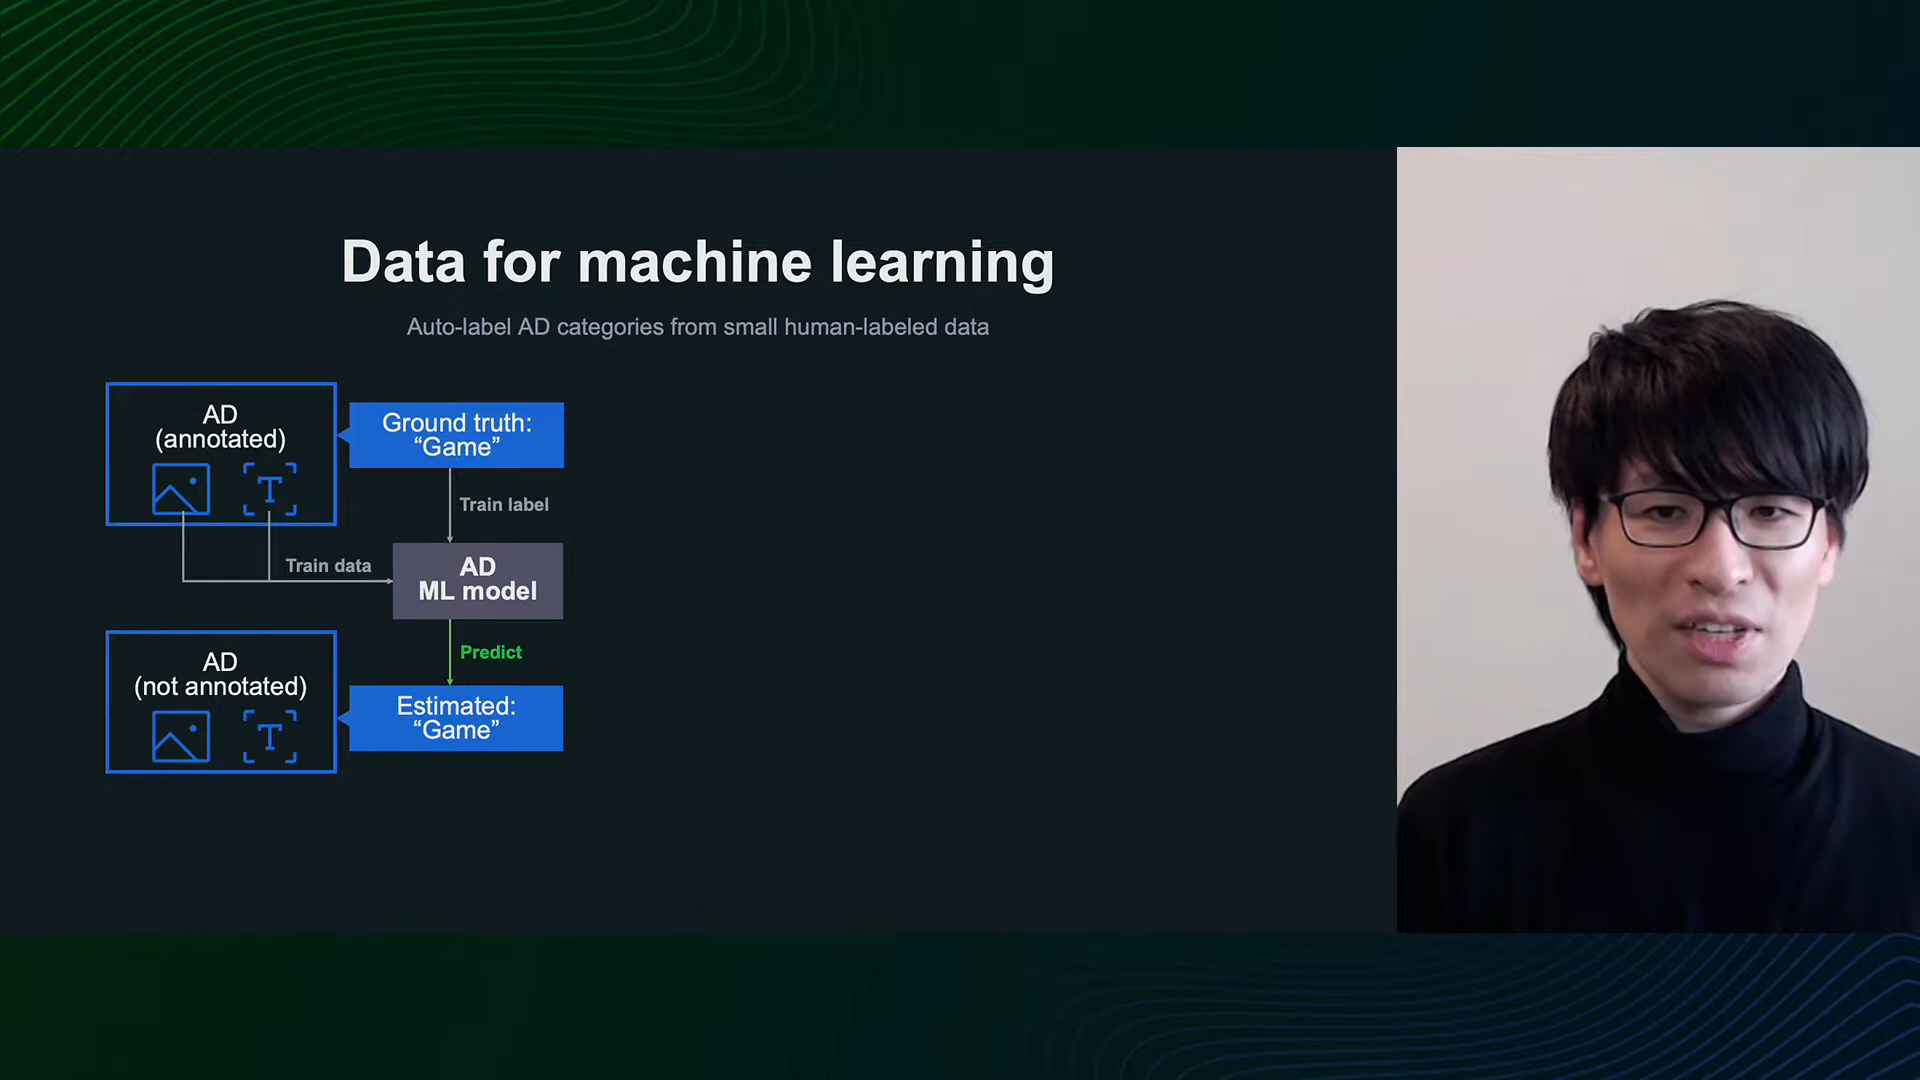 Data for machine learning
Auto-label AD categories from small human-labeled data
AD
(annotated)
T
Ground truth:
“Game”
Train label
Train data
AD
ML model
Predict
AD
(not annotated)
T
Estimated:
“Game”